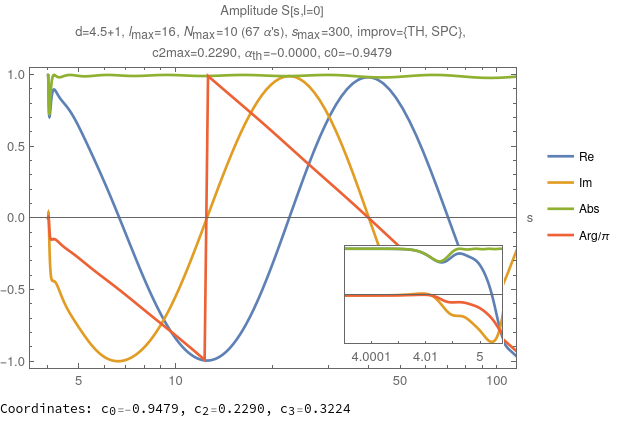 Amplitude S[s,l=0]
d=4.5+1, lmax=16, Nmax=10 (67 α's), smax=300, improv={TH, SPC},
c2max=0.2290, αth=−0.0000, c0=−0.9479
1.0
0.5
0.0
−0.5
−1.0
s
Re
Im
Abs
Arg/π
4.0001 4.01 5
5 10 50 100
Coordinates: c0=-0.9479, c2=0.2290, c3=0.3224